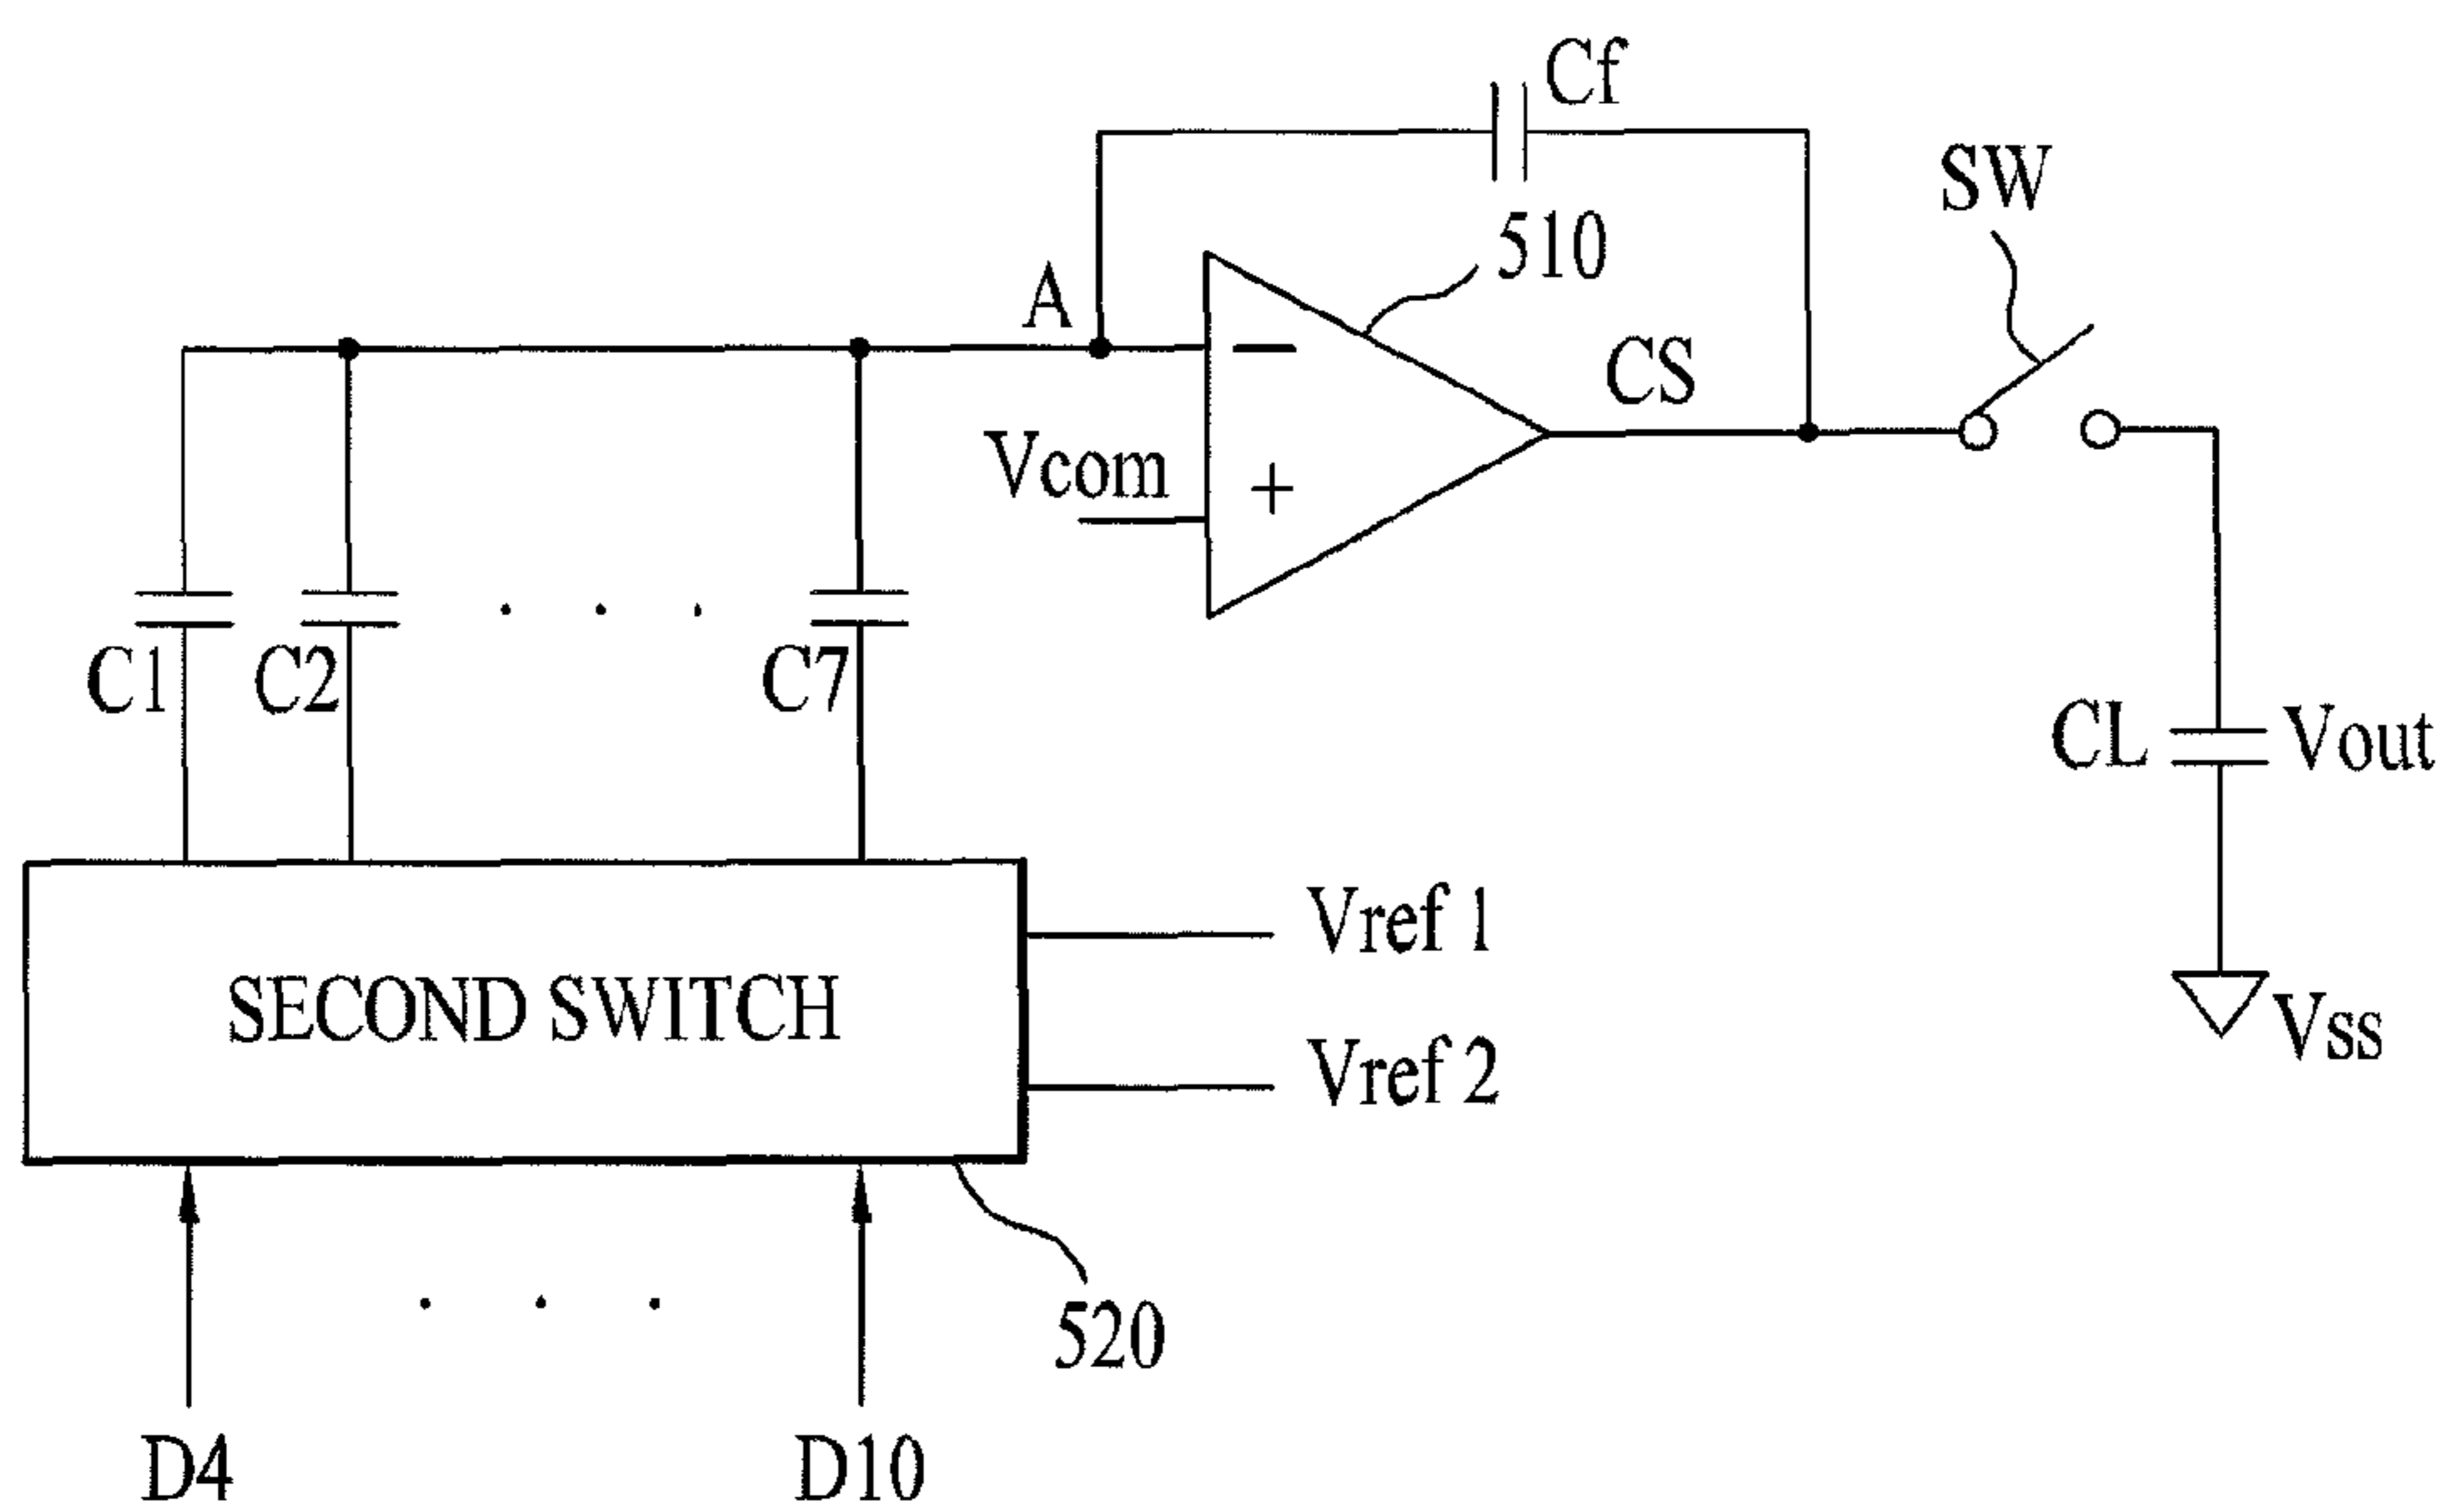 Cf
SW
510
A
CS
Vcom
−
+
C1
C2
C7
CL
Vout
Vref 1
SECOND SWITCH
Vref 2
Vss
520
D4
D10